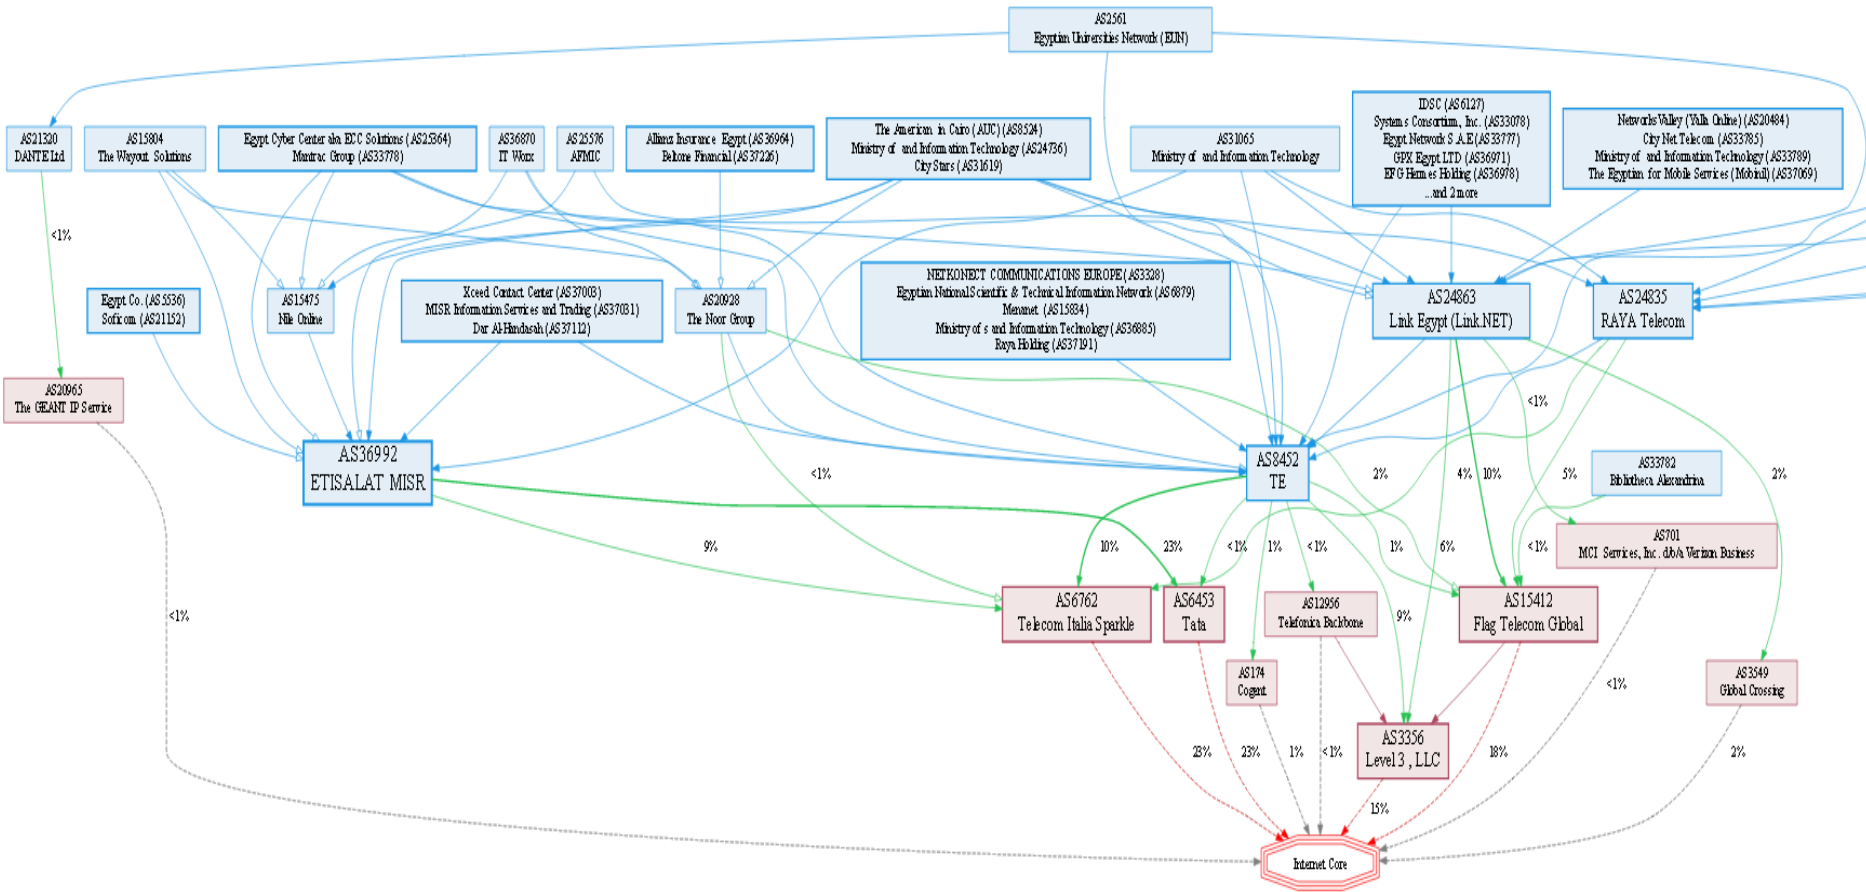 AS2561
Egyptian Universities Network (EUN)
IDSC (AS6127)
Systems Consortium, Inc. (AS33078)
Egypt Network S.A.E (AS33777)
GPX Egypt LTD (AS36971)
EFG Hermes Holding (AS36978)
...and 2 more
NetworksValley (Yalla Online) (AS20484)
City Net Telecom (AS33785)
Ministry of and Information Technology (AS33789)
The Egyptian for Mobile Services (Mobinil) (AS37069)
AS21320
DANTE Ltd
AS15804
The Wayout Solutions
Egypt Cyber Center aka ECC Solutions (AS25364)
Mantrac Group (AS33778)
AS36870
IT Worx
AS25576
AFMIC
Allianz Insurance Egypt (AS36964)
Beltone Financial (AS37226)
The American in Cairo (AUC) (AS8524)
Ministry of and Information Technology (AS24736)
City Stars (AS31619)
AS31065
Ministry of and Information Technology
<1%
Egypt Co. (AS5536)
Soficom (AS21152)
AS15475
Nile Online
Xceed Contact Center (AS37003)
MISR Information Services and Trading (AS37031)
Dar Al-Handasah (AS37112)
AS20928
The Noor Group
NETKONECT COMMUNICATIONS EUROPE (AS3328)
Egyptian National Scientific & Technical Information Network (AS6879)
Menanet (AS15834)
Ministry of s and Information Technology (AS36885)
Raya Holding (AS37191)
AS24863
Link Egypt (Link.NET)
AS24835
RAYA Telecom
AS20965
The GEANT IP Service
<1%
AS36992
ETISALAT MISR
<1%
AS8452
TE
2%
4%
10%
5%
AS33782
Bibliotheca Alexandrina
2%
9%
10%
23%
<1%
1%
<1%
1%
6%
<1%
AS701
MCI Services, Inc. d/b/a Verizon Business
<1%
AS6762
Telecom Italia Sparkle
AS6453
Tata
AS12956
Telefonica Backbone
9%
AS15412
Flag Telecom Global
AS174
Cogent
<1%
AS3549
Global Crossing
23%
23%
1%
<1%
AS3356
Level 3 , LLC
18%
2%
15%
Internet Core